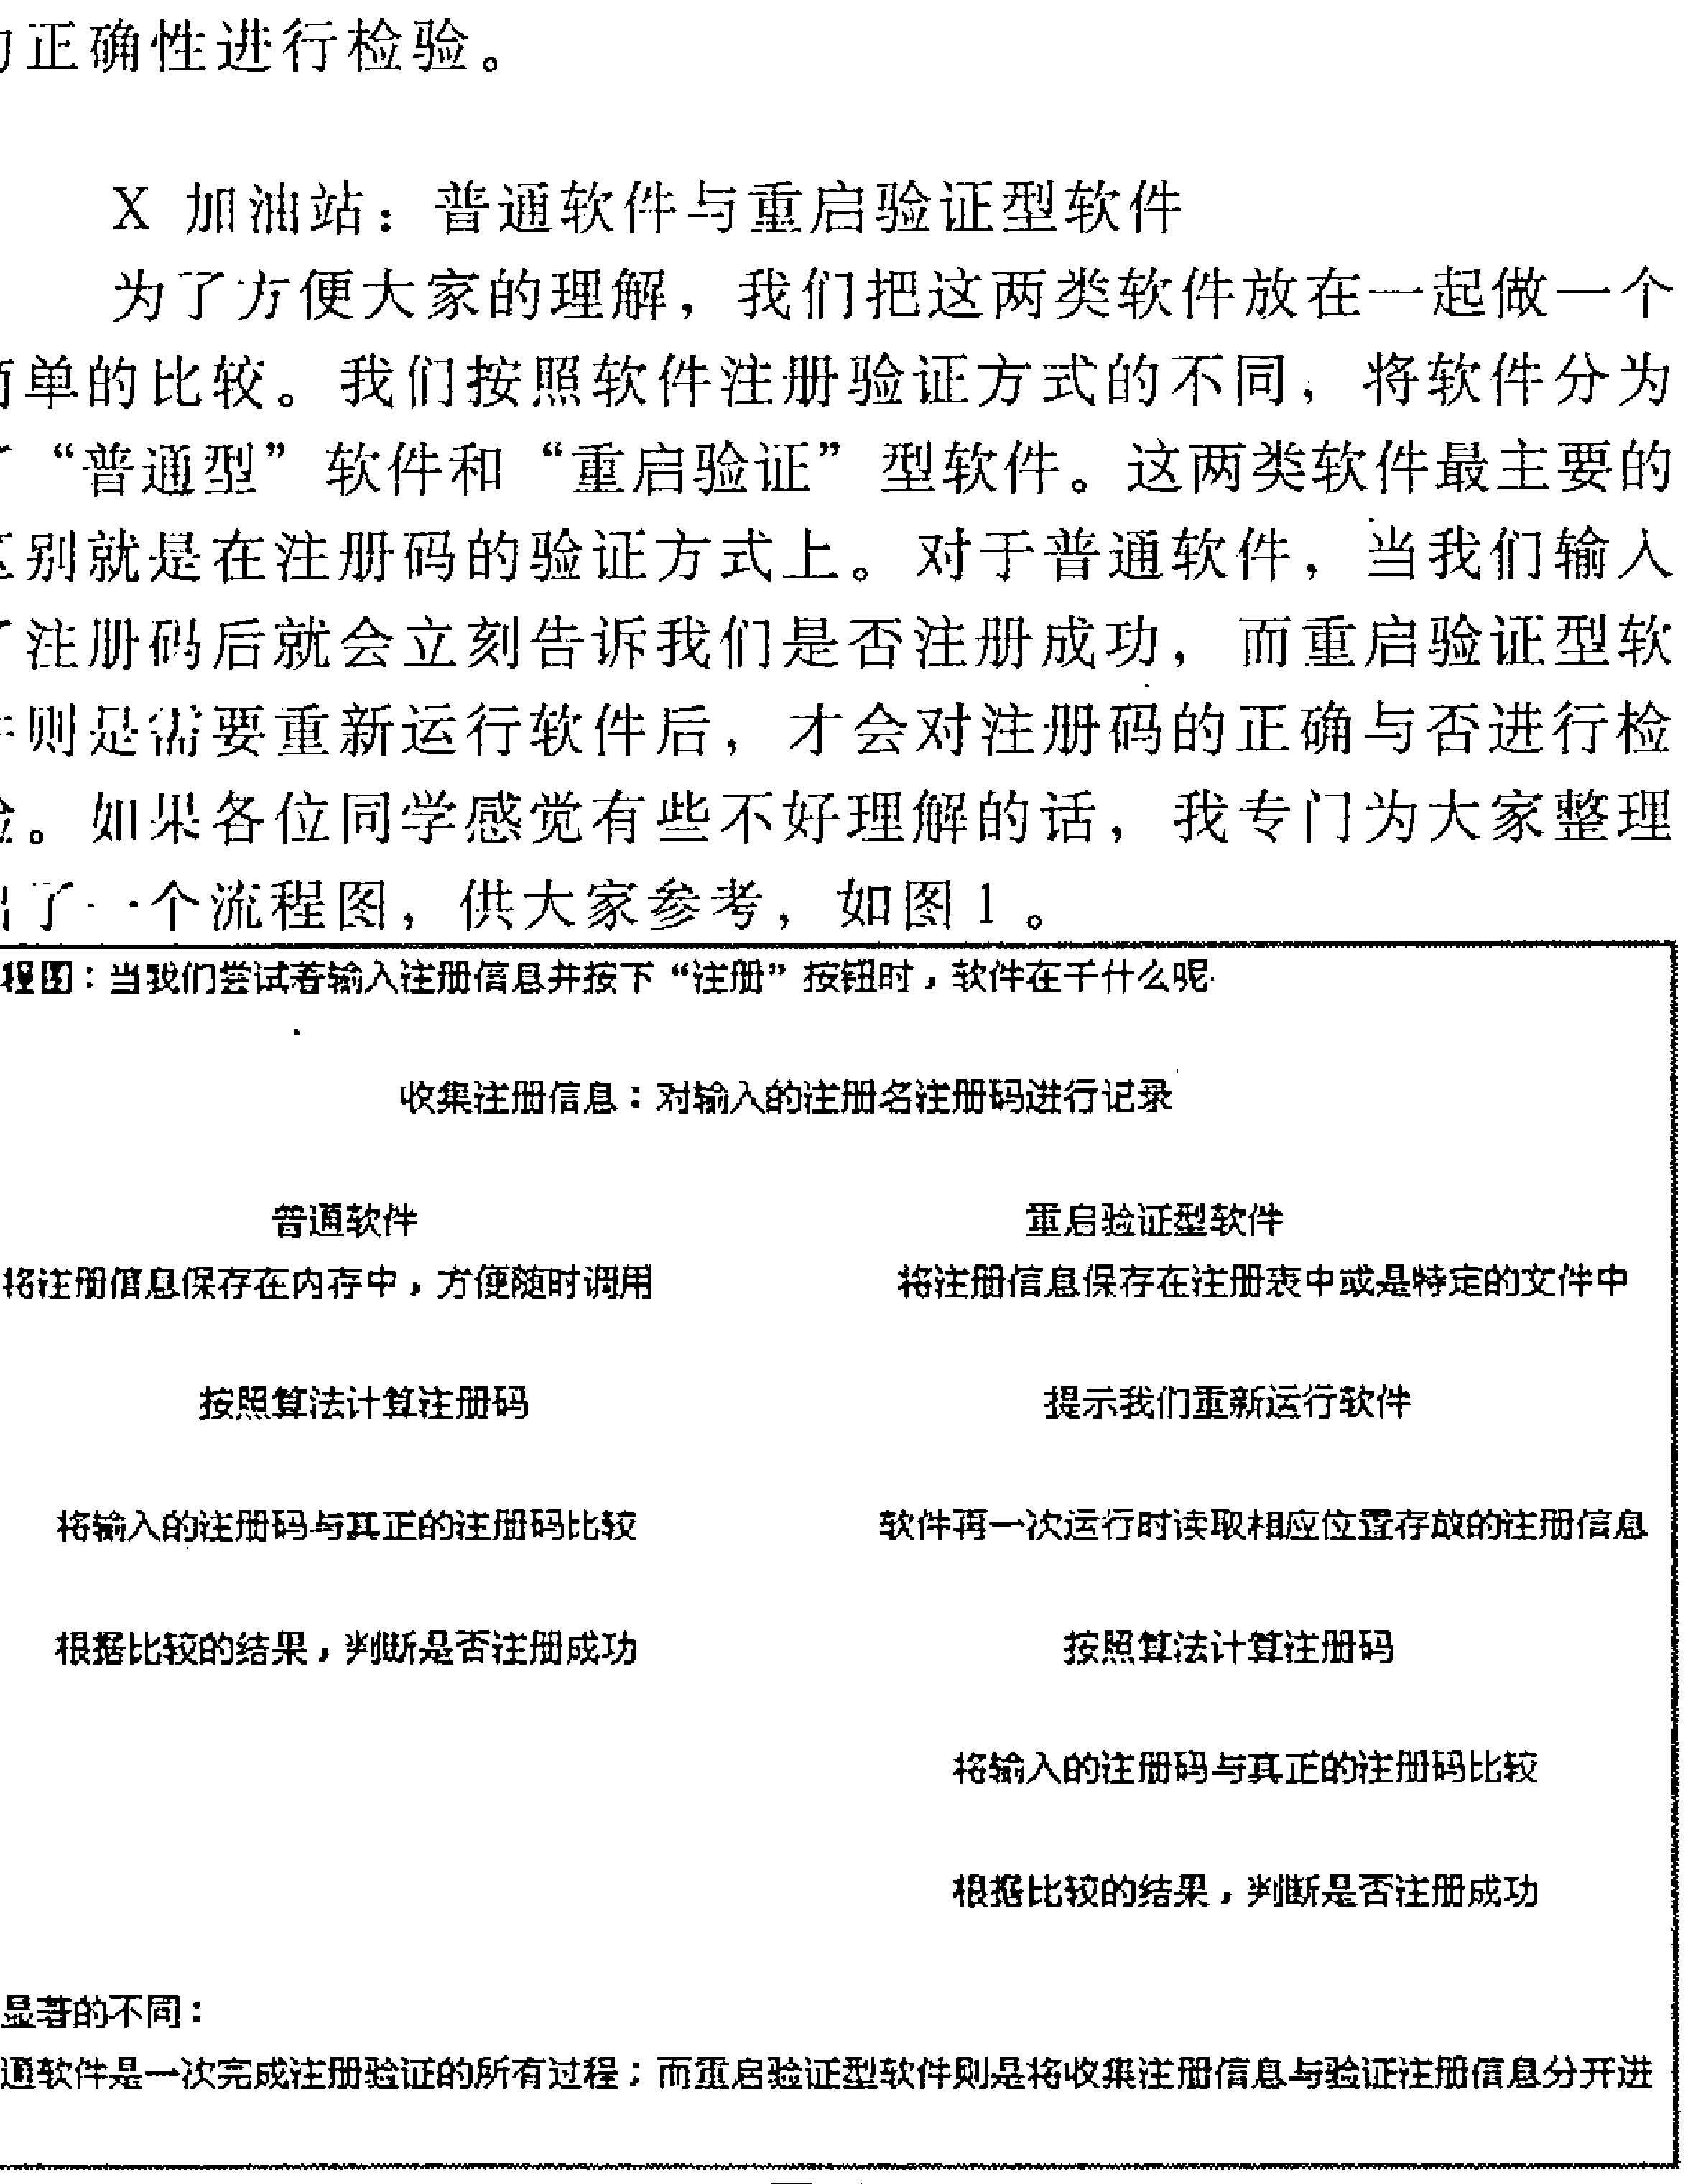 正确性进行检验。
X 加油站：普通软件与重启验证型软件
为了方便大家的理解，我们把这两类软件放在一起做一个
单的比较。我们按照软件注册验证方式的不同，将软件分为
“普通型”软件和“重启验证”型软件。这两类软件最主要的
别就是在注册码的验证方式上。对于普通软件，当我们输入
注册码后就会立刻告诉我们是否注册成功，而重启验证型软
则是需要重新运行软件后，才会对注册码的正确与否进行检
。如果各位同学感觉有些不好理解的话，我专门为大家整理
了一个流程图，供大家参考，如图1。
程图：当我们尝试着输入注册信息并按下“注册”按钮时，软件在干什么呢
收集注册信息：对输入的注册名注册码进行记录
普通软件
重启验证型软件
将注册信息保存在内存中，方便随时调用
将注册信息保存在注册表中或是特定的文件中
按照算法计算注册码
提示我们重新运行软件
将输入的注册码与真正的注册码比较
软件再一次运行时读取相应位置存放的注册信息
根据比较的结果，判断是否注册成功
按照算法计算注册码
将输入的注册码与真正的注册码比较
根据比较的结果，判断是否注册成功
显著的不同：
通软件是一次完成注册验证的所有过程；而重启验证型软件则是将收集注册信息与验证注册信息分开进